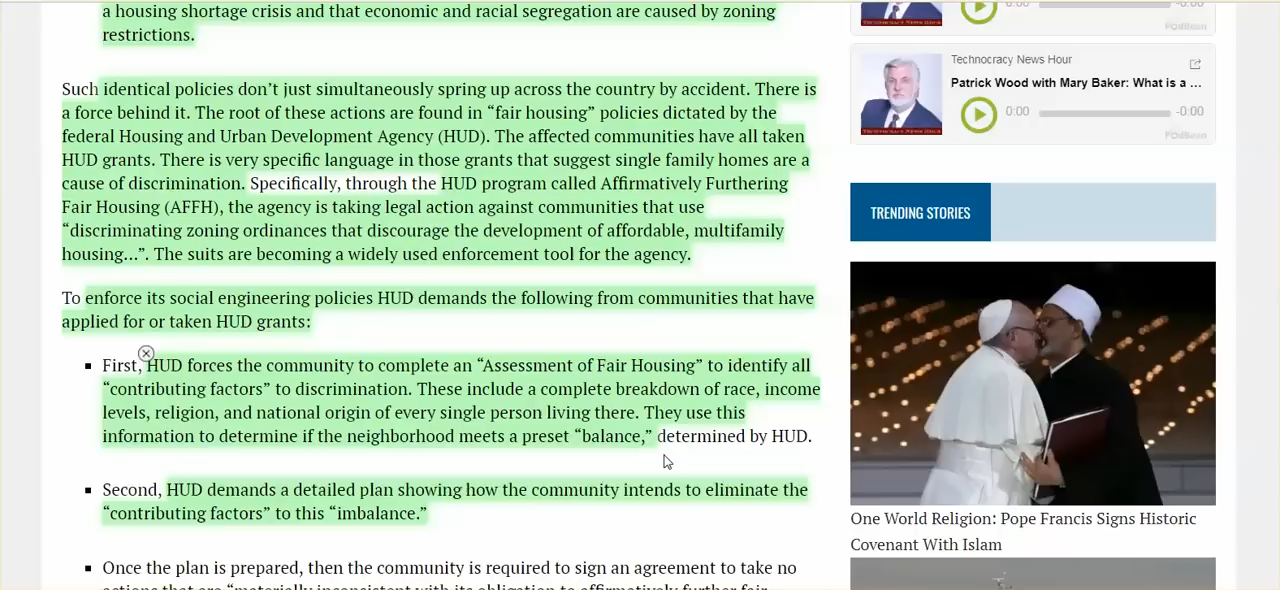 a housing shortage crisis and that economic and racial segregation are caused by zoning
restrictions.
Such identical policies don’t just simultaneously spring up across the country by accident. There is
a force behind it. The root of these actions are found in “fair housing” policies dictated by the
federal Housing and Urban Development Agency (HUD). The affected communities have all taken
HUD grants. There is very specific language in those grants that suggest single family homes are a
cause of discrimination. Specifically, through the HUD program called Affirmatively Furthering
Fair Housing (AFFH), the agency is taking legal action against communities that use
“discriminating zoning ordinances that discourage the development of affordable, multifamily
housing…”. The suits are becoming a widely used enforcement tool for the agency.
To enforce its social engineering policies HUD demands the following from communities that have
applied for or taken HUD grants:
First, HUD forces the community to complete an “Assessment of Fair Housing” to identify all
“contributing factors” to discrimination. These include a complete breakdown of race, income
levels, religion, and national origin of every single person living there. They use this
information to determine if the neighborhood meets a preset “balance,” determined by HUD.
Second, HUD demands a detailed plan showing how the community intends to eliminate the
“contributing factors” to this “imbalance.”
Once the plan is prepared, then the community is required to sign an agreement to take no
actions that are “materially inconsistent with its obligation to affirmatively further fair
0:00
-0:00
PODBean
Technocracy News Hour
Patrick Wood with Mary Baker: What is a ...
0:00
-0:00
PODBean
TRENDING STORIES
One World Religion: Pope Francis Signs Historic
Covenant With Islam